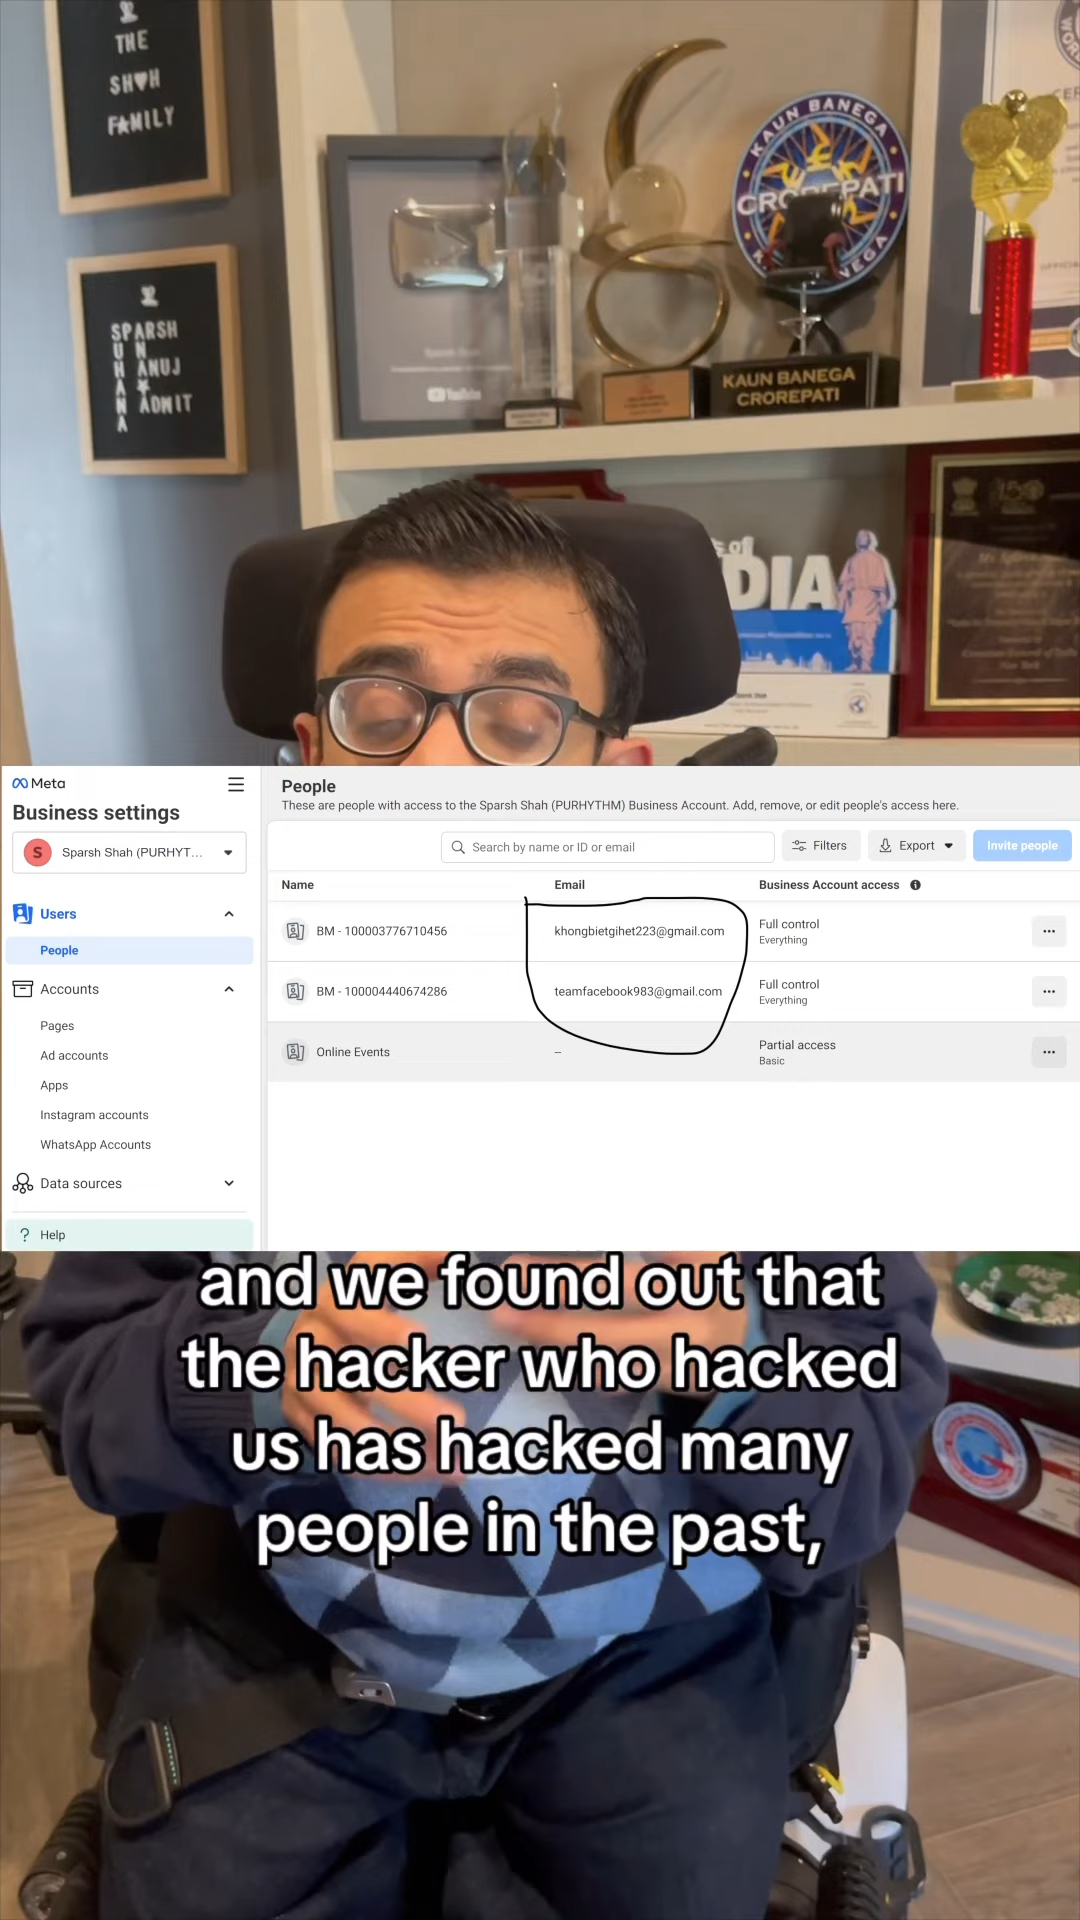 THE
SH♥H
FAMILY
SPARSH
U N
H ANUJ
A ★
N ADNIT
A
YouTube
KAUN BANEGA
CROREPATI
KAUN BANEGA
CROREPATI
DIA
Meta
Business settings
S Sparsh Shah (PURHYT...
Users
People
Accounts
Pages
Ad accounts
Apps
Instagram accounts
WhatsApp Accounts
Data sources
? Help
People
These are people with access to the Sparsh Shah (PURHYTHM) Business Account. Add, remove, or edit people's access here.
Search by name or ID or email
Filters
Export
Invite people
Name Email Business Account access
BM - 100003776710456 khongbietgihet223@gmail.com Full control
Everything
BM - 100004440674286 teamfacebook983@gmail.com Full control
Everything
Online Events – Partial access
Basic
and we found out that
the hacker who hacked
us has hacked many
people in the past,